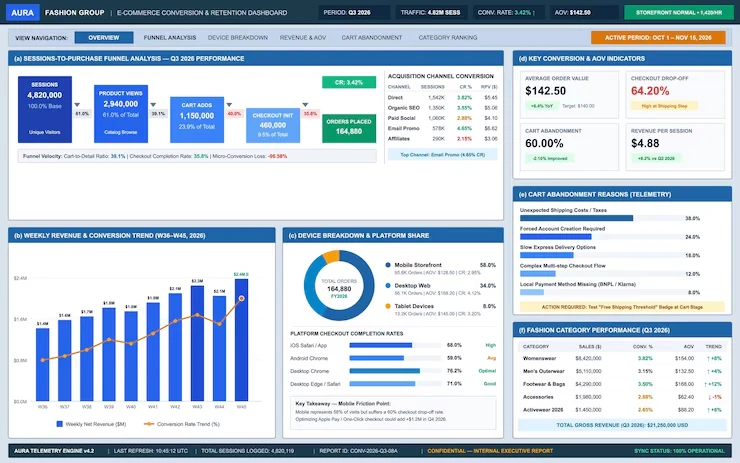 AURA FASHION GROUP | E-COMMERCE CONVERSION & RETENTION DASHBOARD
PERIOD: Q3 2026
TRAFFIC: 4.82M SESS
CONV. RATE: 3.42% ↑
AOV: $142.50
STOREFRONT NORMAL • 1,420/HR
VIEW NAVIGATION:
OVERVIEW
FUNNEL ANALYSIS
DEVICE BREAKDOWN
REVENUE & AOV
CART ABANDONMENT
CATEGORY RANKING
ACTIVE PERIOD: OCT 1 – NOV 15, 2026
(a) SESSIONS-TO-PURCHASE FUNNEL ANALYSIS — Q3 2026 PERFORMANCE
SESSIONS
4,820,000
100.0% Base
Unique Visitors
61.0%
PRODUCT VIEWS
2,940,000
61.0% of Total
Catalog Browse
39.1%
CART ADDS
1,150,000
23.9% of Total
40.0%
CHECKOUT INIT
460,000
9.5% of Total
35.8%
CR: 3.42%
ORDERS PLACED
164,880
Funnel Velocity: Cart-to-Detail Ratio: 39.1% | Checkout Completion Rate: 35.8% | Micro-Conversion Loss: -96.58%
ACQUISITION CHANNEL CONVERSION
CHANNEL SESSIONS CR % RPV ($)
Direct 1,542K 3.82% $5.45
Organic SEO 1,350K 3.55% $5.06
Paid Social 1,060K 2.88% $4.10
Email Promo 578K 4.65% $6.62
Affiliates 290K 2.15% $3.06
Top Channel: Email Promo (4.65% CR)
(b) WEEKLY REVENUE & CONVERSION TREND (W36–W45, 2026)
$2.4M
$2.4M
$1.2M
$0.0M
$1.4M
$1.6M
$1.7M
$1.8M
$1.8M
$2.1M
$2.3M
$2.1M
$2.4M
W36
W37
W38
W39
W40
W41
W42
W43
W44
W45
Weekly Net Revenue ($M)
Conversion Rate Trend (%)
(c) DEVICE BREAKDOWN & PLATFORM SHARE
TOTAL ORDERS
164,880
FY2026
Mobile Storefront 58.0%
95.6K Orders | AOV: $128.50 | CR: 2.95%
Desktop Web 34.0%
56.1K Orders | AOV: $168.20 | CR: 4.12%
Tablet Devices 8.0%
13.2K Orders | AOV: $145.00 | CR: 3.20%
PLATFORM CHECKOUT COMPLETION RATES
iOS Safari / App 68.0% High
Android Chrome 59.0% Avg
Desktop Chrome 76.2% Optimal
Desktop Edge / Safari 71.0% Good
Key Takeaway — Mobile Friction Point:
Mobile represents 58% of visits but suffers a 60% checkout drop-off rate.
Optimizing Apple Pay / One-Click checkout could add +$1.2M in Q4 2026.
(d) KEY CONVERSION & AOV INDICATORS
AVERAGE ORDER VALUE
$142.50
+6.4% YoY
Target: $140.00
CHECKOUT DROP-OFF
64.20%
High at Shipping Step
CART ABANDONMENT
60.00%
-2.10% Improved
REVENUE PER SESSION
$4.88
+8.2% vs Q2 2026
(e) CART ABANDONMENT REASONS (TELEMETRY)
Unexpected Shipping Costs / Taxes
38.0%
Forced Account Creation Required
24.0%
Slow Express Delivery Options
18.0%
Complex Multi-step Checkout Flow
12.0%
Local Payment Method Missing (BNPL / Klarna)
8.0%
ACTION REQUIRED: Test "Free Shipping Threshold" Badge at Cart Stage
(f) FASHION CATEGORY PERFORMANCE (Q3 2026)
CATEGORY SALES ($) CONV. % AOV TREND
Womenswear $8,420,000 3.82% $154.00 ↑ +8%
Men's Outerwear $5,110,000 3.15% $132.50 ↑ +4%
Footwear & Bags $4,290,000 3.50% $168.00 ↑ +12%
Accessories $1,980,000 2.88% $62.40 ↓ -1%
Activewear 2026 $1,450,000 2.65% $88.20 ↑ +6%
TOTAL GROSS REVENUE (Q3 2026): $21,250,000 USD
AURA TELEMETRY ENGINE v4.2 | LAST REFRESH: 10:45:12 UTC | TOTAL SESSIONS LOGGED: 4,820,119 | REPORT ID: CONV-2026-Q3-08A | CONFIDENTIAL — INTERNAL EXECUTIVE REPORT
SYNC STATUS: 100% OPERATIONAL